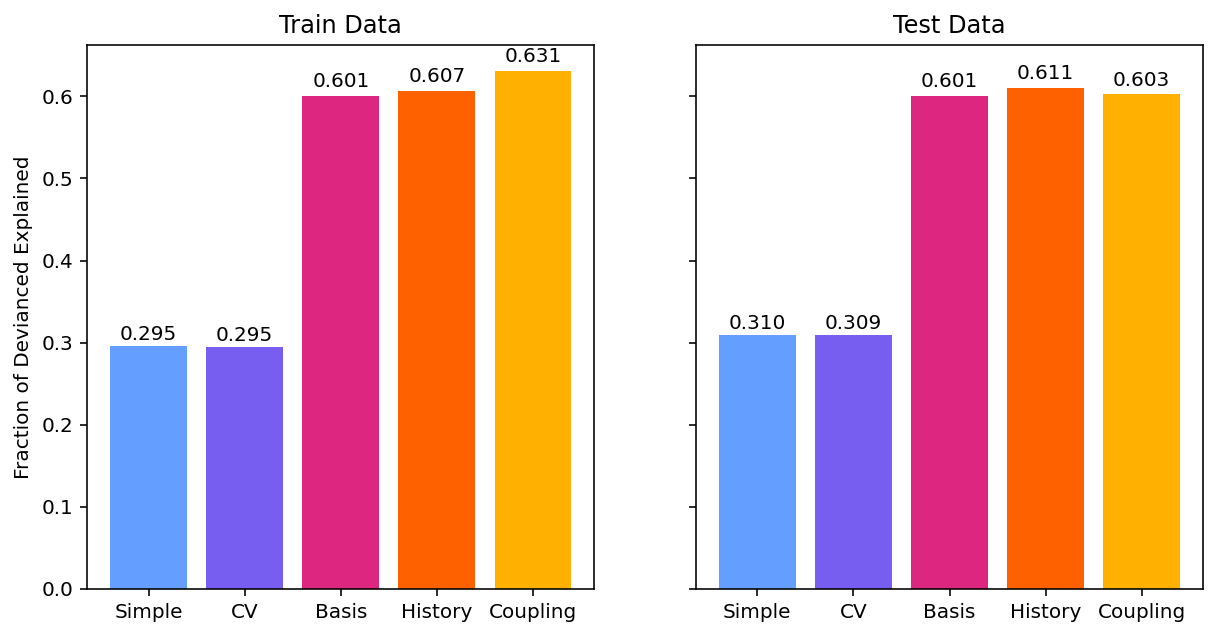 Train Data
Test Data
Fraction of Devianced Explained
0.6
0.5
0.4
0.3
0.2
0.1
0.0
0.295
0.295
0.601
0.607
0.631
Simple
CV
Basis
History
Coupling
0.310
0.309
0.601
0.611
0.603
Simple
CV
Basis
History
Coupling